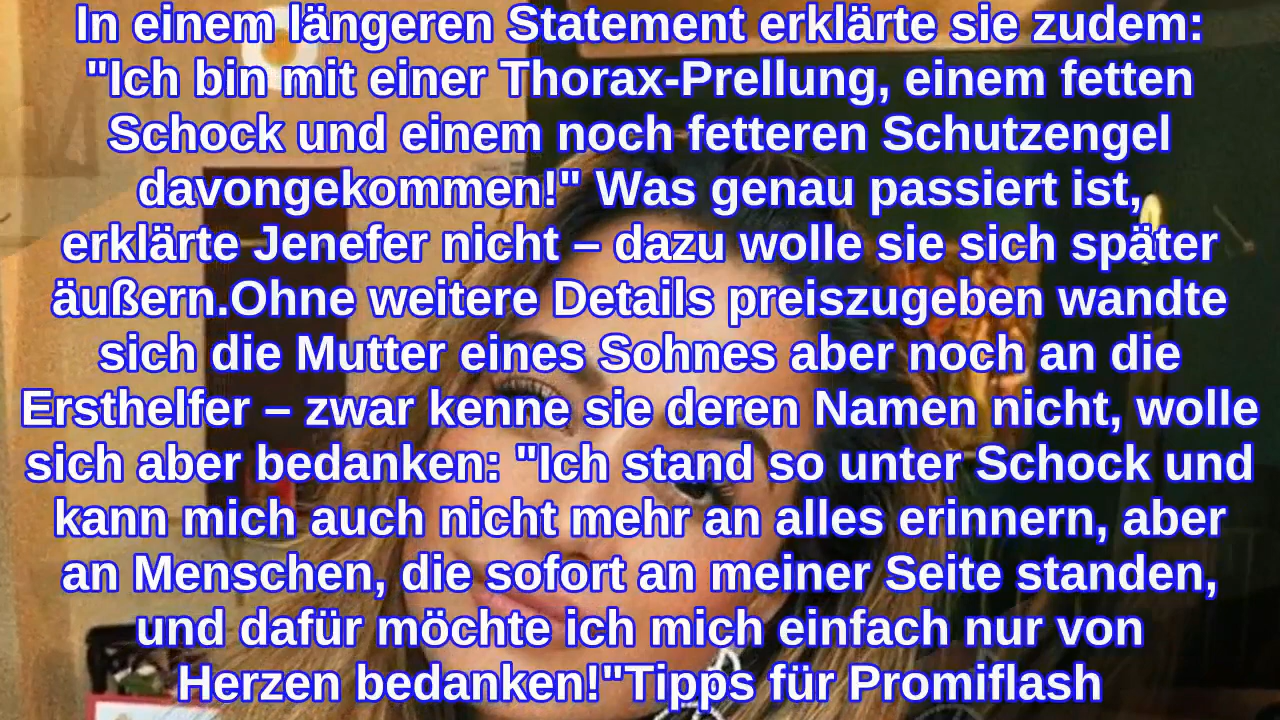 In einem längeren Statement erklärte sie zudem:
"Ich bin mit einer Thorax-Prellung, einem fetten
Schock und einem noch fetteren Schutzengel
davongekommen!" Was genau passiert ist,
erklärte Jenefer nicht – dazu wolle sie sich später
äußern.Ohne weitere Details preiszugeben wandte
sich die Mutter eines Sohnes aber noch an die
Ersthelfer – zwar kenne sie deren Namen nicht, wolle
sich aber bedanken: "Ich stand so unter Schock und
kann mich auch nicht mehr an alles erinnern, aber
an Menschen, die sofort an meiner Seite standen,
und dafür möchte ich mich einfach nur von
Herzen bedanken!"Tipps für Promiflash